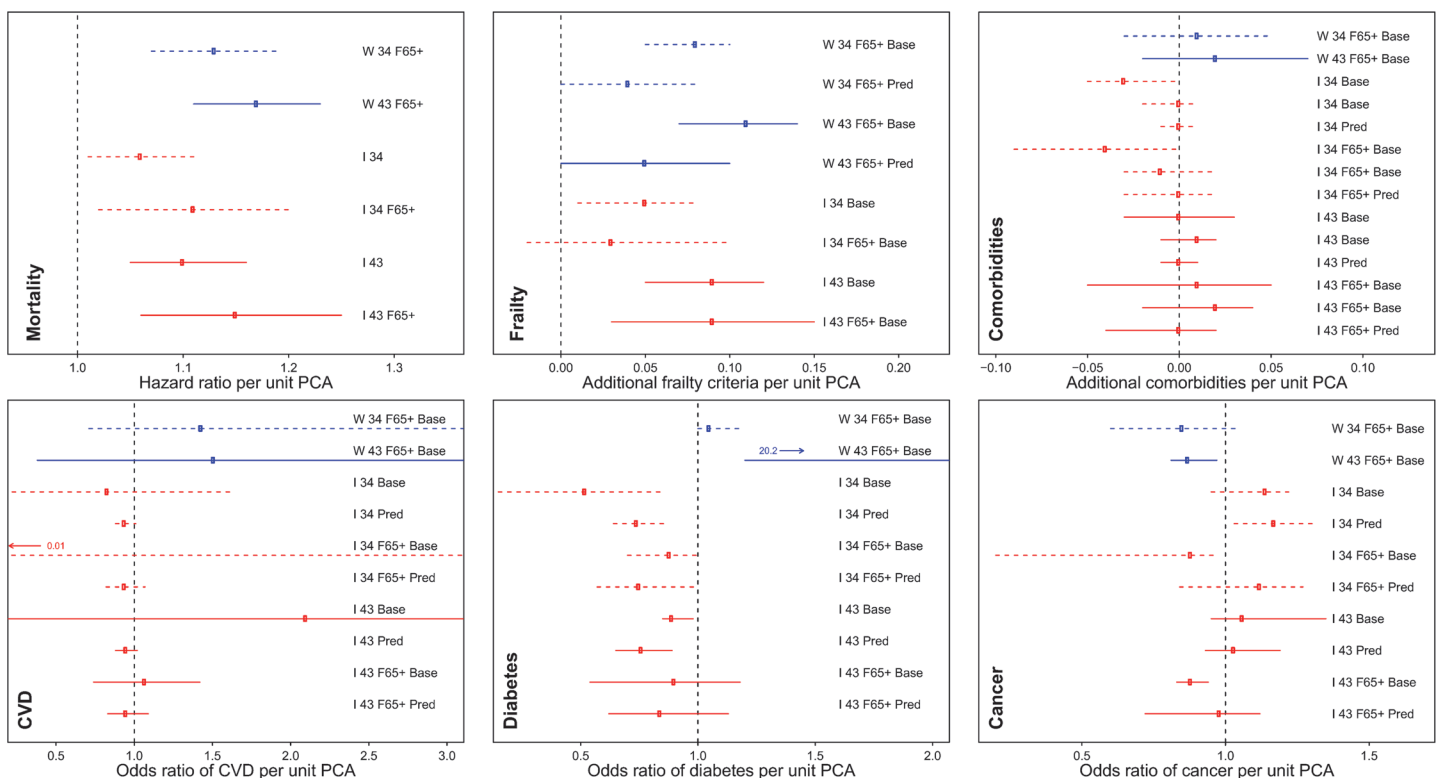 Mortality
W 34 F65+
W 43 F65+
I 34
I 34 F65+
I 43
I 43 F65+
1.0 1.1 1.2 1.3
Hazard ratio per unit PCA
Frailty
W 34 F65+ Base
W 34 F65+ Pred
W 43 F65+ Base
W 43 F65+ Pred
I 34 Base
I 34 F65+ Base
I 43 Base
I 43 F65+ Base
0.00 0.05 0.10 0.15 0.20
Additional frailty criteria per unit PCA
Comorbidities
W 34 F65+ Base
W 43 F65+ Base
I 34 Base
I 34 Base
I 34 Pred
I 34 F65+ Base
I 34 F65+ Base
I 34 F65+ Pred
I 43 Base
I 43 Base
I 43 Pred
I 43 F65+ Base
I 43 F65+ Base
I 43 F65+ Pred
−0.10 −0.05 0.00 0.05 0.10
Additional comorbidities per unit PCA
CVD
W 34 F65+ Base
W 43 F65+ Base
I 34 Base
I 34 Pred
0.01
I 34 F65+ Base
I 34 F65+ Pred
I 43 Base
I 43 Pred
I 43 F65+ Base
I 43 F65+ Pred
0.5 1.0 1.5 2.0 2.5 3.0
Odds ratio of CVD per unit PCA
Diabetes
W 34 F65+ Base
20.2
W 43 F65+ Base
I 34 Base
I 34 Pred
I 34 F65+ Base
I 34 F65+ Pred
I 43 Base
I 43 Pred
I 43 F65+ Base
I 43 F65+ Pred
0.5 1.0 1.5 2.0
Odds ratio of diabetes per unit PCA
Cancer
W 34 F65+ Base
W 43 F65+ Base
I 34 Base
I 34 Pred
I 34 F65+ Base
I 34 F65+ Pred
I 43 Base
I 43 Pred
I 43 F65+ Base
I 43 F65+ Pred
0.5 1.0 1.5
Odds ratio of cancer per unit PCA